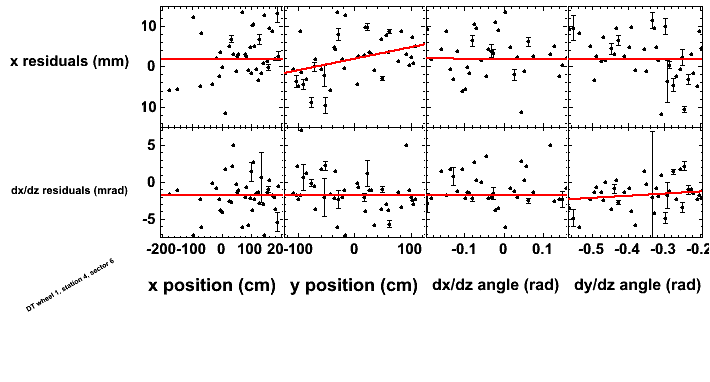 10
x residuals (mm)
0
10
5
dx/dz residuals (mrad)
0
-5
-200 -100 0 100 200 -100 0 100 -0.1 0 0.1 -0.5 -0.4 -0.3 -0.2
x position (cm) y position (cm) dx/dz angle (rad) dy/dz angle (rad)
DT wheel 1, station 4, sector 6